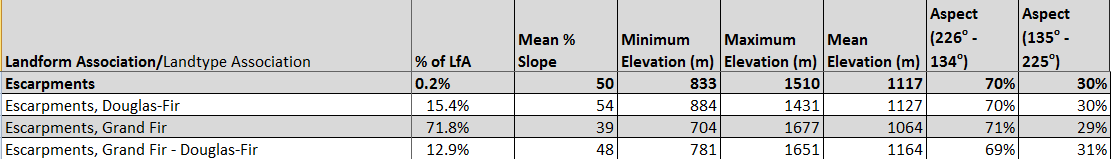 Landform Association/Landtype Association % of LfA Mean % Slope Minimum Elevation (m) Maximum Elevation (m) Mean Elevation (m) Aspect (226° - 134°) Aspect (135° - 225°)
Escarpments 0.2% 50 833 1510 1117 70% 30%
Escarpments, Douglas-Fir 15.4% 54 884 1431 1127 70% 30%
Escarpments, Grand Fir 71.8% 39 704 1677 1064 71% 29%
Escarpments, Grand Fir - Douglas-Fir 12.9% 48 781 1651 1164 69% 31%